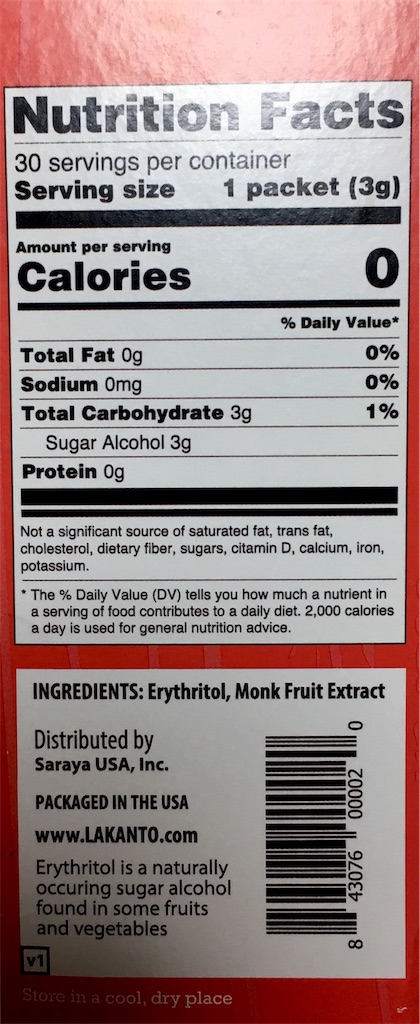 Nutrition Facts
30 servings per container
Serving size 1 packet (3g)
Amount per serving
Calories 0
% Daily Value*
Total Fat 0g 0%
Sodium 0mg 0%
Total Carbohydrate 3g 1%
Sugar Alcohol 3g
Protein 0g
Not a significant source of saturated fat, trans fat,
cholesterol, dietary fiber, sugars, citamin D, calcium, iron,
potassium.
* The % Daily Value (DV) tells you how much a nutrient in
a serving of food contributes to a daily diet. 2,000 calories
a day is used for general nutrition advice.
INGREDIENTS: Erythritol, Monk Fruit Extract
Distributed by
Saraya USA, Inc.
PACKAGED IN THE USA
www.LAKANTO.com
Erythritol is a naturally
occuring sugar alcohol
found in some fruits
and vegetables
8 43076 00002 0
v1
Store in a cool, dry place